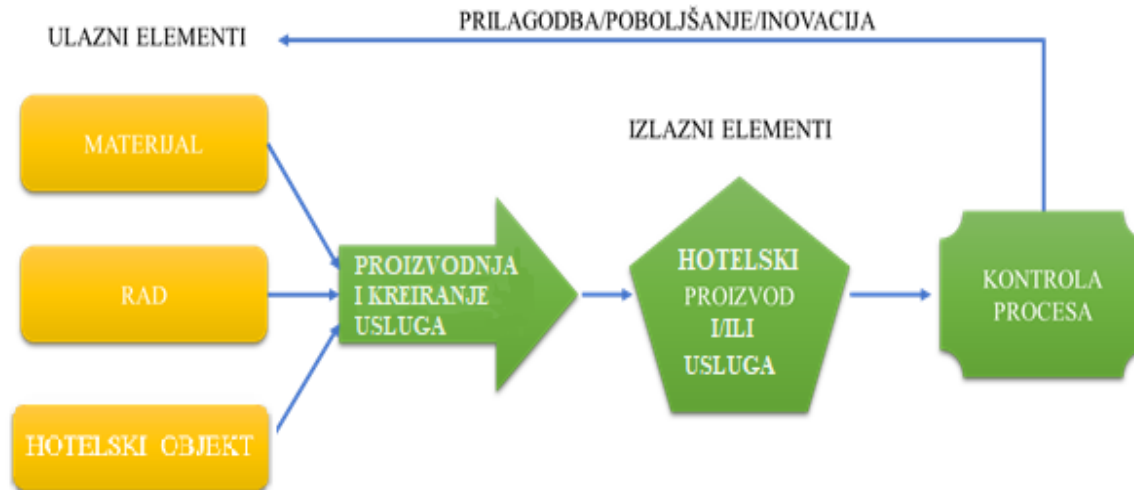 PRILAGODBA/POBOLJŠANJE/INOVACIJA
ULAZNI ELEMENTI
IZLAZNI ELEMENTI
MATERIJAL
RAD
HOTELSKI OBJEKT
PROIZVODNJA
I KREIRANJE
USLUGA
HOTELSKI
PROIZVOD
I/ILI
USLUGA
KONTROLA
PROCESA